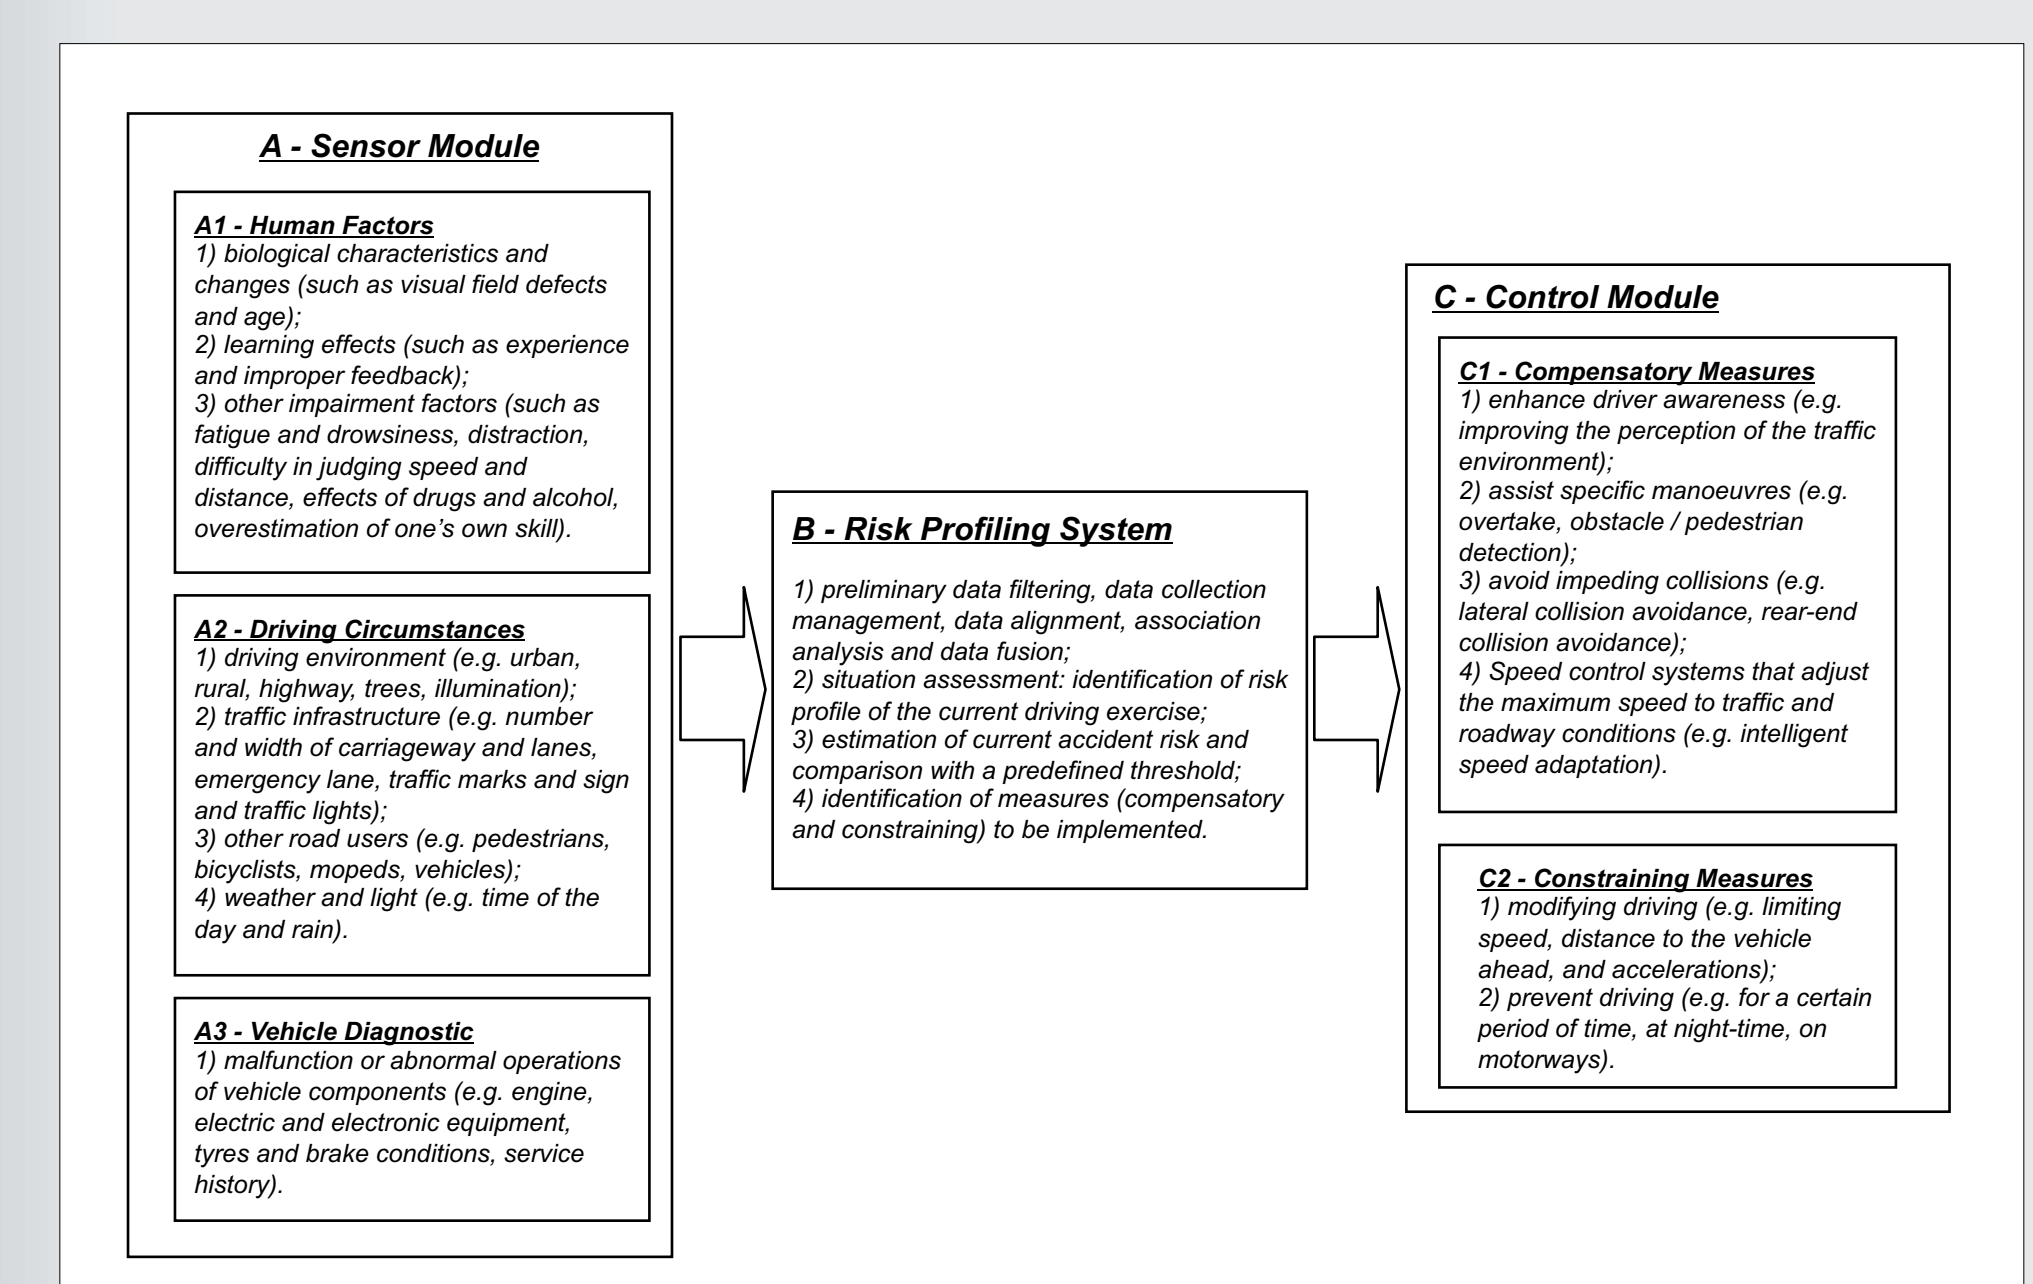 A - Sensor Module
A1 - Human Factors
1) biological characteristics and
changes (such as visual field defects
and age);
2) learning effects (such as experience
and improper feedback);
3) other impairment factors (such as
fatigue and drowsiness, distraction,
difficulty in judging speed and
distance, effects of drugs and alcohol,
overestimation of one's own skill).
A2 - Driving Circumstances
1) driving environment (e.g. urban,
rural, highway, trees, illumination);
2) traffic infrastructure (e.g. number
and width of carriageway and lanes,
emergency lane, traffic marks and sign
and traffic lights);
3) other road users (e.g. pedestrians,
bicyclists, mopeds, vehicles);
4) weather and light (e.g. time of the
day and rain).
A3 - Vehicle Diagnostic
1) malfunction or abnormal operations
of vehicle components (e.g. engine,
electric and electronic equipment,
tyres and brake conditions, service
history).
B - Risk Profiling System
1) preliminary data filtering, data collection
management, data alignment, association
analysis and data fusion;
2) situation assessment: identification of risk
profile of the current driving exercise;
3) estimation of current accident risk and
comparison with a predefined threshold;
4) identification of measures (compensatory
and constraining) to be implemented.
C - Control Module
C1 - Compensatory Measures
1) enhance driver awareness (e.g.
improving the perception of the traffic
environment);
2) assist specific manoeuvres (e.g.
overtake, obstacle / pedestrian
detection);
3) avoid impeding collisions (e.g.
lateral collision avoidance, rear-end
collision avoidance);
4) Speed control systems that adjust
the maximum speed to traffic and
roadway conditions (e.g. intelligent
speed adaptation).
C2 - Constraining Measures
1) modifying driving (e.g. limiting
speed, distance to the vehicle
ahead, and accelerations);
2) prevent driving (e.g. for a certain
period of time, at night-time, on
motorways).